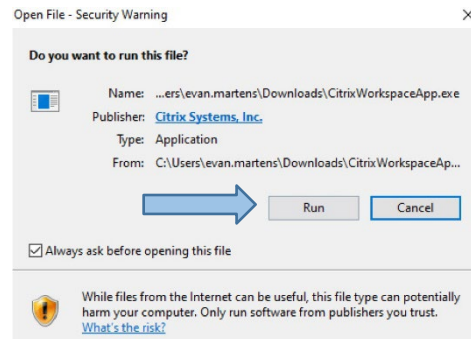 Open File - Security Warning
Do you want to run this file?
Name: ...ers\evan.martens\Downloads\CitrixWorkspaceApp.exe
Publisher: Citrix Systems, Inc.
Type: Application
From: C:\Users\evan.martens\Downloads\CitrixWorkspaceAp...
Run Cancel
Always ask before opening this file
While files from the Internet can be useful, this file type can potentially
harm your computer. Only run software from publishers you trust.
What's the risk?